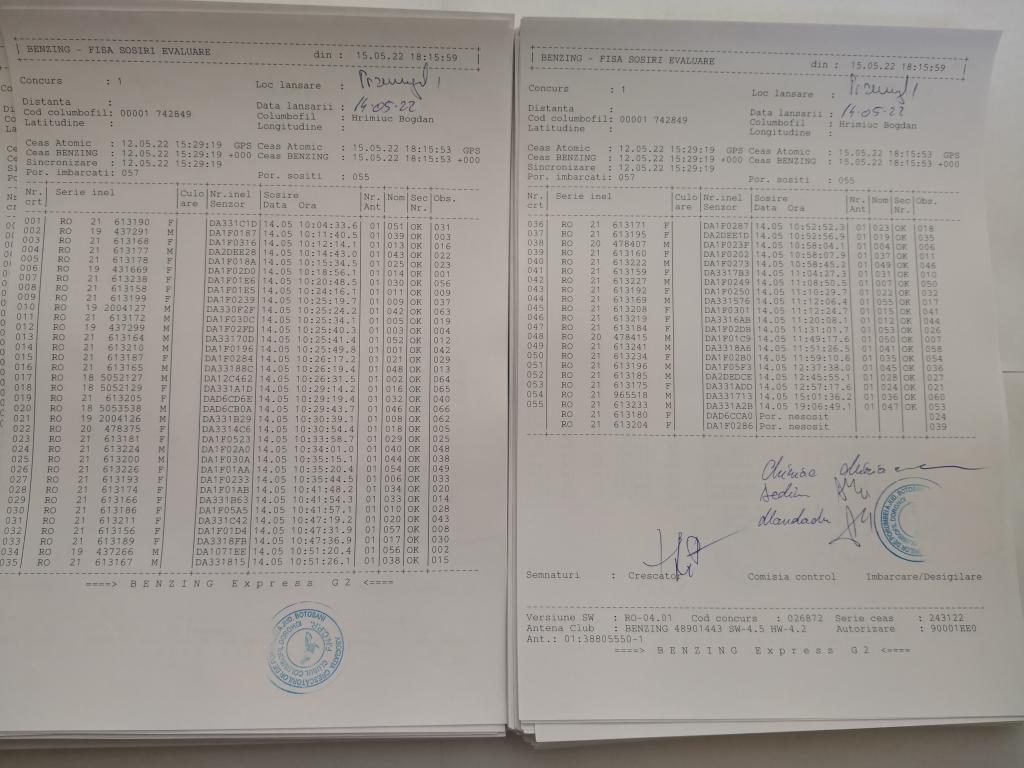 BENZING - FISA SOSIRI EVALUARE din : 15.05.22 18:15:59
Concurs : 1 Loc lansare : Przemysl 1
Distanta : Data lansarii : 14-05-22
Cod columbofil: 00001 742849 Columbofil : Hrimiuc Bogdan
Latitudine : Longitudine :
Ceas Atomic : 12.05.22 15:29:19 GPS Ceas Atomic : 15.05.22 18:15:53 GPS
Ceas BENZING : 12.05.22 15:29:19 +000 Ceas BENZING : 15.05.22 18:15:53 +000
Sincronizare : 12.05.22 15:29:19
Por. imbarcati: 057 Por. sositi : 055
Nr. Serie inel Culo Nr.inel Sosire Nr. Nom Sec Obs.
crt are Senzor Data Ora Ant Nr.
001 RO 21 613190 F DA331C1D 14.05 10:04:33.6 01 051 OK 031
002 RO 19 437291 M DA1F0187 14.05 10:11:40.5 01 039 OK 003
003 RO 21 613168 F DA1F0316 14.05 10:12:14.1 01 013 OK 016
004 RO 21 613177 M DA2DEE28 14.05 10:14:43.0 01 043 OK 022
005 RO 21 613178 F DA1F018A 14.05 10:15:34.5 01 025 OK 023
006 RO 19 431669 F DA1F02D0 14.05 10:18:56.1 01 014 OK 001
007 RO 21 613238 F DA1F01E6 14.05 10:20:48.5 01 030 OK 056
008 RO 21 613158 F DA1F01E5 14.05 10:24:16.1 01 011 OK 009
009 RO 21 613199 F DA1F0239 14.05 10:25:19.7 01 009 OK 037
010 RO 19 2004127 M DA330F2F 14.05 10:25:24.2 01 042 OK 063
011 RO 21 613172 M DA1F030C 14.05 10:25:34.1 01 005 OK 019
012 RO 19 437299 M DA1F02FD 14.05 10:25:40.3 01 003 OK 004
013 RO 21 613164 M DA33170D 14.05 10:25:41.4 01 052 OK 012
014 RO 21 613210 M DA1F0196 14.05 10:25:49.8 01 001 OK 042
015 RO 21 613187 F DA1F0284 14.05 10:26:17.2 01 021 OK 029
016 RO 21 613165 M DA33188C 14.05 10:26:19.4 01 048 OK 013
017 RO 18 5052127 M DA12C462 14.05 10:26:31.5 01 002 OK 064
018 RO 18 5052129 F DA331A1D 14.05 10:29:14.2 01 016 OK 065
019 RO 21 613205 F DAD6CD6E 14.05 10:29:19.4 01 032 OK 040
020 RO 18 5053538 M DAD6CB0A 14.05 10:29:43.7 01 046 OK 066
021 RO 19 2004126 M DA331B29 14.05 10:30:39.1 01 008 OK 062
022 RO 20 478375 F DA3314C6 14.05 10:30:54.4 01 018 OK 005
023 RO 21 613181 F DA1F0523 14.05 10:33:58.7 01 029 OK 025
024 RO 21 613224 M DA1F02A0 14.05 10:34:01.0 01 040 OK 048
025 RO 21 613200 M DA1F030A 14.05 10:35:15.1 01 044 OK 038
026 RO 21 613226 F DA1F01AA 14.05 10:35:20.4 01 054 OK 049
027 RO 21 613193 F DA1F0233 14.05 10:35:44.5 01 006 OK 033
028 RO 21 613174 F DA1F01AB 14.05 10:41:48.2 01 034 OK 020
029 RO 21 613166 F DA331B63 14.05 10:41:54.1 01 033 OK 014
030 RO 21 613186 F DA1F05A5 14.05 10:41:57.1 01 010 OK 028
031 RO 21 613211 F DA331C42 14.05 10:47:19.2 01 020 OK 043
032 RO 21 613156 F DA1F01D4 14.05 10:47:31.9 01 057 OK 008
033 RO 21 613189 F DA3318FB 14.05 10:47:36.9 01 017 OK 030
034 RO 19 437266 M DA1071EE 14.05 10:51:20.4 01 056 OK 002
035 RO 21 613167 M DA331815 14.05 10:51:26.1 01 038 OK 015
====> B E N Z I N G   E x p r e s s   G 2 <====
BENZING - FISA SOSIRI EVALUARE din : 15.05.22 18:15:59
Concurs : 1 Loc lansare : Przemysl 1
Distanta : Data lansarii : 14-05-22
Cod columbofil: 00001 742849 Columbofil : Hrimiuc Bogdan
Latitudine : Longitudine :
Ceas Atomic : 12.05.22 15:29:19 GPS Ceas Atomic : 15.05.22 18:15:53 GPS
Ceas BENZING : 12.05.22 15:29:19 +000 Ceas BENZING : 15.05.22 18:15:53 +000
Sincronizare : 12.05.22 15:29:19
Por. imbarcati: 057 Por. sositi : 055
Nr. Serie inel Culo Nr.inel Sosire Nr. Nom Sec Obs.
crt are Senzor Data Ora Ant Nr.
036 RO 21 613171 F DA1F0287 14.05 10:52:52.3 01 023 OK 018
037 RO 21 613195 F DA2DEE1D 14.05 10:52:56.9 01 019 OK 035
038 RO 20 478407 M DA1F023F 14.05 10:58:04.1 01 004 OK 006
039 RO 21 613160 F DA1F0202 14.05 10:58:07.9 01 037 OK 011
040 RO 21 613222 M DA1F0273 14.05 10:58:45.2 01 049 OK 046
041 RO 21 613159 F DA3317B3 14.05 11:04:27.3 01 031 OK 010
042 RO 21 613227 M DA1F0249 14.05 11:08:50.5 01 007 OK 050
043 RO 21 613192 F DA1F0250 14.05 11:10:29.7 01 022 OK 032
044 RO 21 613169 M DA331576 14.05 11:12:06.4 01 055 OK 017
045 RO 21 613208 F DA1F0301 14.05 11:12:24.7 01 015 OK 041
046 RO 21 613219 F DA3316AB 14.05 11:20:08.1 01 012 OK 044
047 RO 21 613184 F DA1F02DB 14.05 11:31:01.7 01 053 OK 026
048 RO 20 478415 M DA1F01C9 14.05 11:49:17.6 01 050 OK 007
049 RO 21 613241 M DA3318A6 14.05 11:51:26.5 01 041 OK 058
050 RO 21 613234 F DA1F02B0 14.05 11:59:10.6 01 035 OK 054
051 RO 21 613196 M DA1F05F3 14.05 12:37:38.0 01 045 OK 036
052 RO 21 613185 M DA2DEDCE 14.05 12:45:55.1 01 028 OK 027
053 RO 21 613175 F DA331ADD 14.05 12:57:17.6 01 024 OK 021
054 RO 21 965518 M DA331713 14.05 15:01:36.2 01 036 OK 060
055 RO 21 613233 M DA331A2B 14.05 19:06:49.1 01 047 OK 053
RO 21 613180 F DAD6CCA0 Por. nesosit 024
RO 21 613204 F DA1F0286 Por. nesosit 039
Semnaturi : Crescator Comisia control Imbarcare/Desigilare
Versiune SW : RO-04.01 Cod concurs : 026872 Serie ceas : 243122
Antena Club : BENZING 48901443 SW-4.5 HW-4.2 Autorizare : 90001EE0
Ant.: 01:38805550-1
====> B E N Z I N G   E x p r e s s   G 2 <====